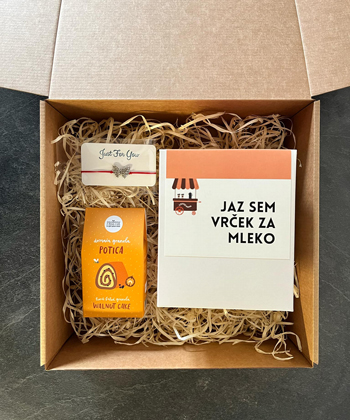 Just For You
POTICA
WALNUT CAKE
JAZ SEM
VRČEK ZA
MLEKO